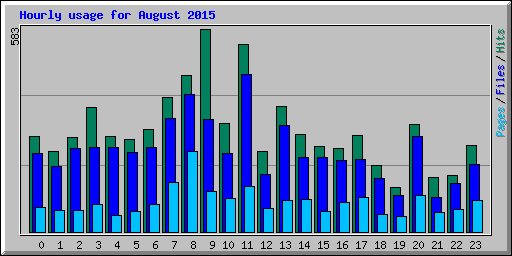 Hourly usage for August 2015
583
Pages / Files / Hits
0 1 2 3 4 5 6 7 8 9 10 11 12 13 14 15 16 17 18 19 20 21 22 23